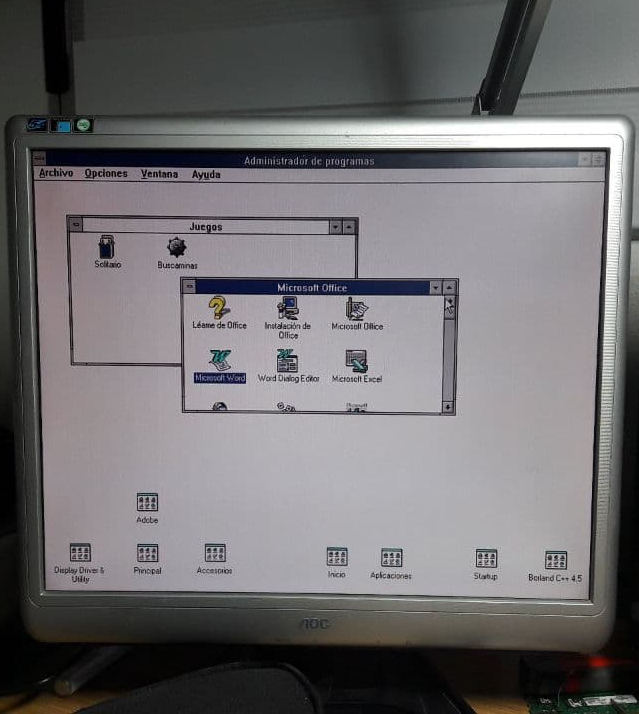 Administrador de programas
Archivo Opciones Ventana Ayuda
Juegos
Solitario Buscaminas
Microsoft Office
Léame de Office Instalación de Office Microsoft Office
Microsoft Word Word Dialog Editor Microsoft Excel
Microsoft
Adobe
Display Driver & Utility Principal Accesorios Inicio Aplicaciones Startup Borland C++ 4.5
AOC